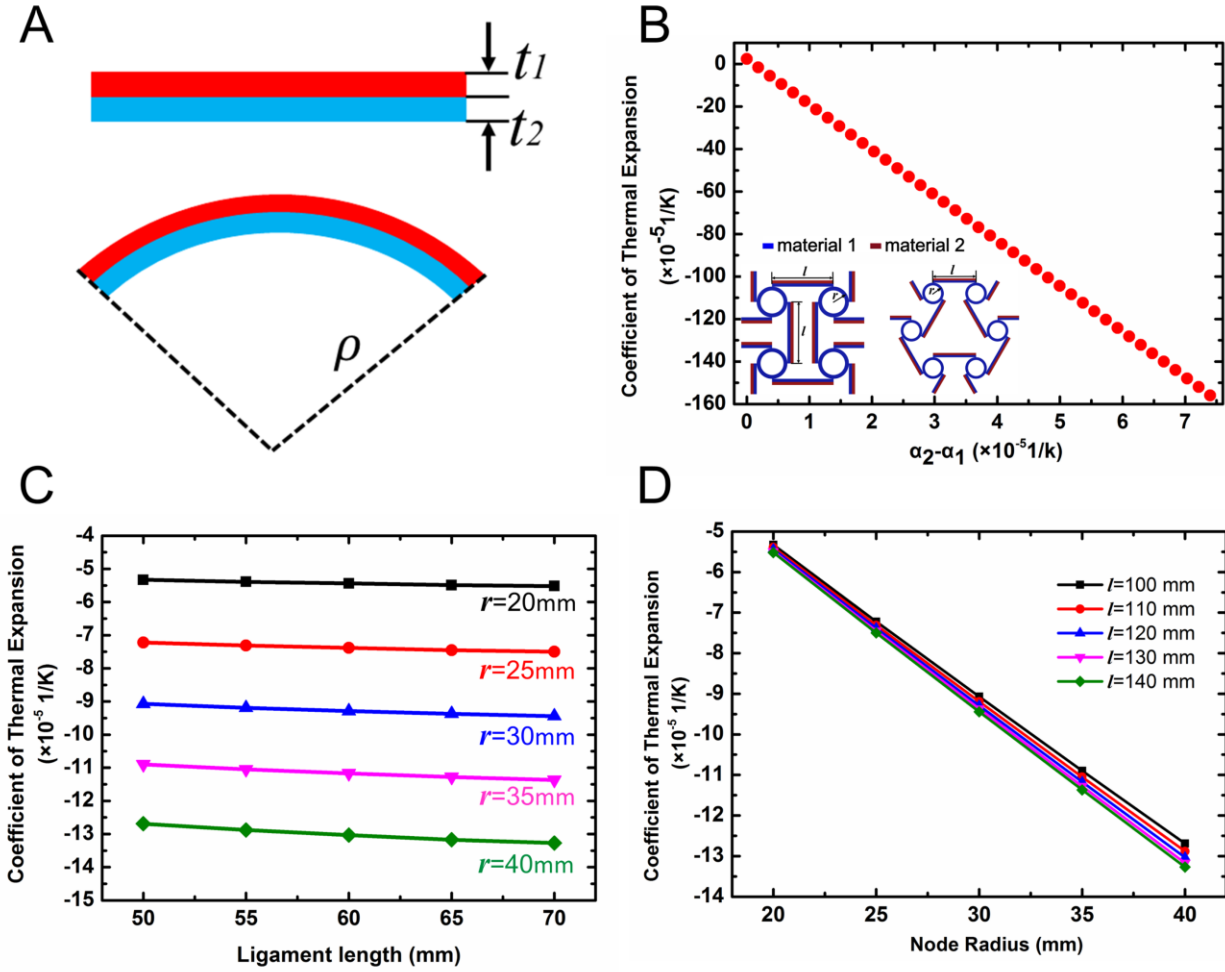 A
t1
t2
ρ
B
Coefficient of Thermal Expansion
(×10⁻⁵1/K)
0
-20
-40
-60
-80
-100
-120
-140
-160
material 1 material 2
l
r
l
l
r
0 1 2 3 4 5 6 7
α₂-α₁ (×10⁻⁵1/k)
C
Coefficient of Thermal Expansion
(×10⁻⁵ 1/K)
-4
-5
-6
-7
-8
-9
-10
-11
-12
-13
-14
-15
r=20mm
r=25mm
r=30mm
r=35mm
r=40mm
50 55 60 65 70
Ligament length (mm)
D
Coefficient of Thermal Expansion
(×10⁻⁵ 1/K)
-5
-6
-7
-8
-9
-10
-11
-12
-13
-14
l=100 mm
l=110 mm
l=120 mm
l=130 mm
l=140 mm
20 25 30 35 40
Node Radius (mm)